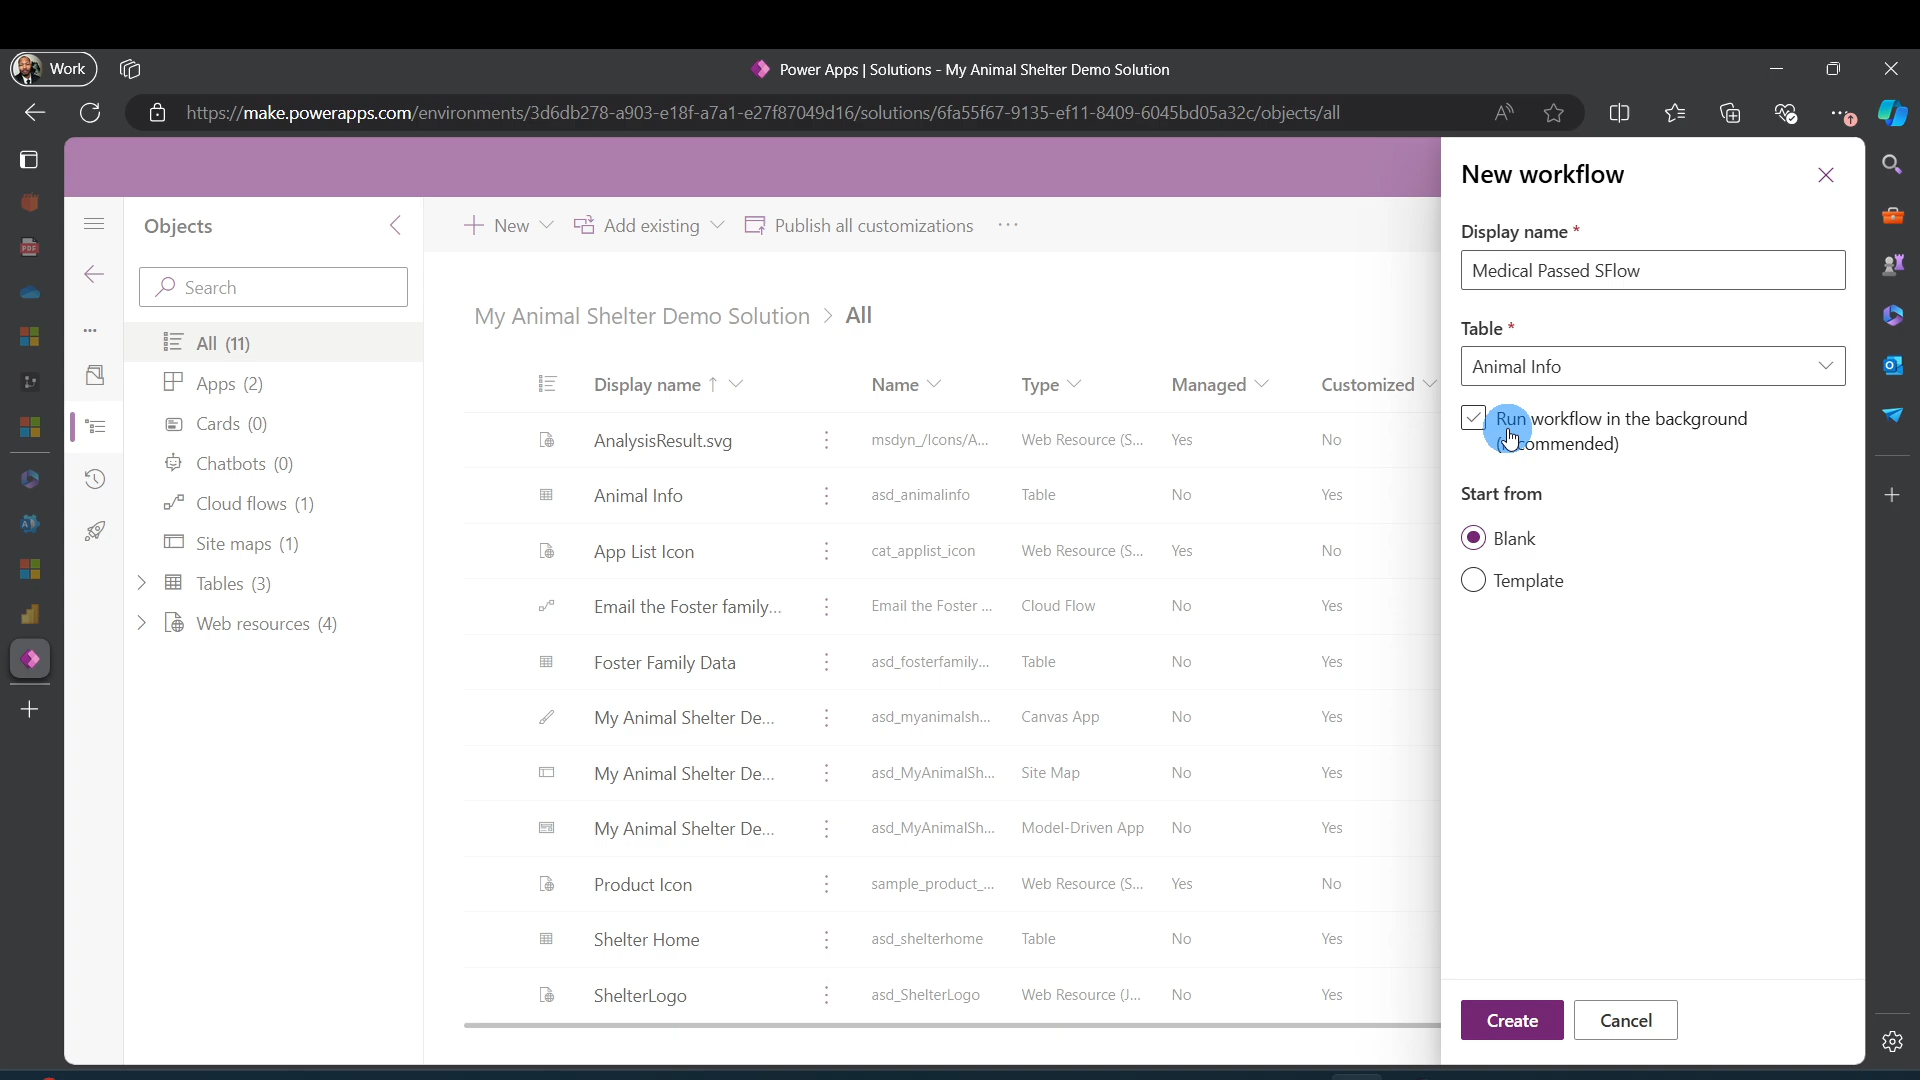 Work
Power Apps | Solutions - My Animal Shelter Demo Solution
https://make.powerapps.com/environments/3d6db278-a903-e18f-a7a1-e27f87049d16/solutions/6fa55f67-9135-ef11-8409-6045bd05a32c/objects/all
Objects
Search
All (11)
Apps (2)
Cards (0)
Chatbots (0)
Cloud flows (1)
Site maps (1)
Tables (3)
Web resources (4)
New
Add existing
Publish all customizations
My Animal Shelter Demo Solution > All
Display name ↑ Name Type Managed Customized
AnalysisResult.svg msdyn_/Icons/A... Web Resource (S... Yes No
Animal Info asd_animalinfo Table No Yes
App List Icon cat_applist_icon Web Resource (S... Yes No
Email the Foster family... Email the Foster ... Cloud Flow No Yes
Foster Family Data asd_fosterfamily... Table No Yes
My Animal Shelter De... asd_myanimalsh... Canvas App No Yes
My Animal Shelter De... asd_MyAnimalSh... Site Map No Yes
My Animal Shelter De... asd_MyAnimalSh... Model-Driven App No Yes
Product Icon sample_product_... Web Resource (S... Yes No
Shelter Home asd_shelterhome Table No Yes
ShelterLogo asd_ShelterLogo Web Resource (J... No Yes
New workflow
Display name *
Medical Passed SFlow
Table *
Animal Info
Run workflow in the background
(recommended)
Start from
Blank
Template
Create
Cancel